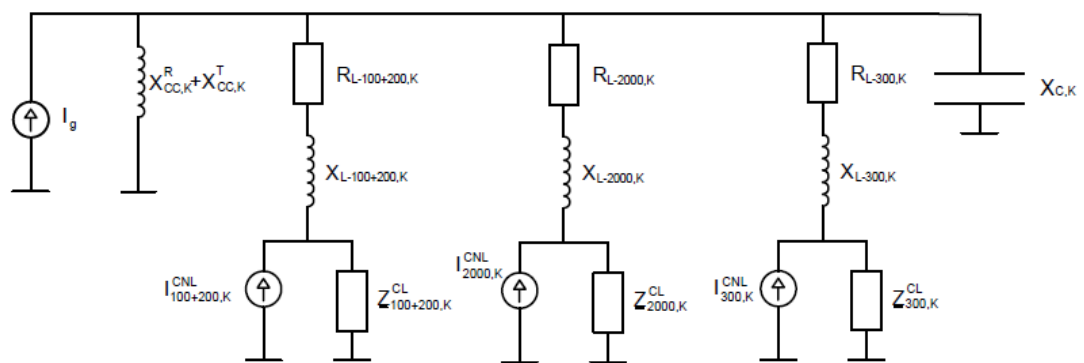 I_g
X^R_CC,K+X^T_CC,K
R_L-100+200,K
X_L-100+200,K
I^CNL_100+200,K
Z^CL_100+200,K
R_L-2000,K
X_L-2000,K
I^CNL_2000,K
Z^CL_2000,K
R_L-300,K
X_L-300,K
I^CNL_300,K
Z^CL_300,K
X_C,K